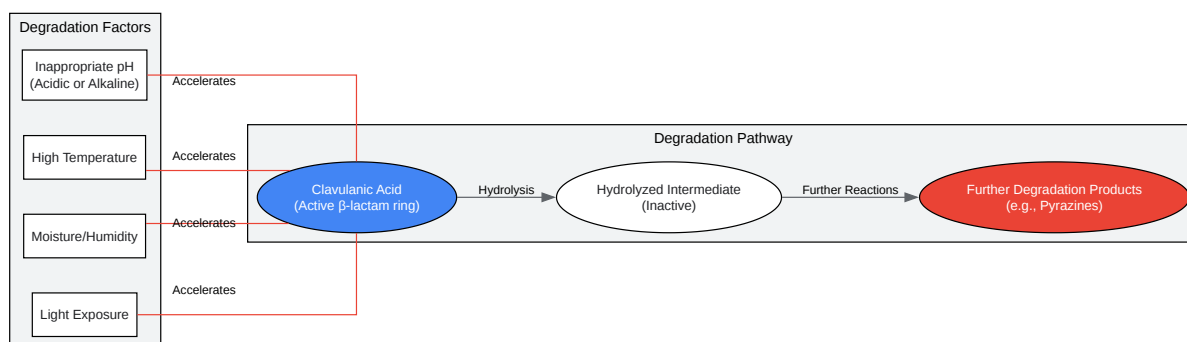 Degradation Factors
Inappropriate pH
(Acidic or Alkaline)
Accelerates
High Temperature
Accelerates
Moisture/Humidity
Accelerates
Light Exposure
Accelerates
Degradation Pathway
Clavulanic Acid
(Active β-lactam ring)
Hydrolysis
Hydrolyzed Intermediate
(Inactive)
Further Reactions
Further Degradation Products
(e.g., Pyrazines)